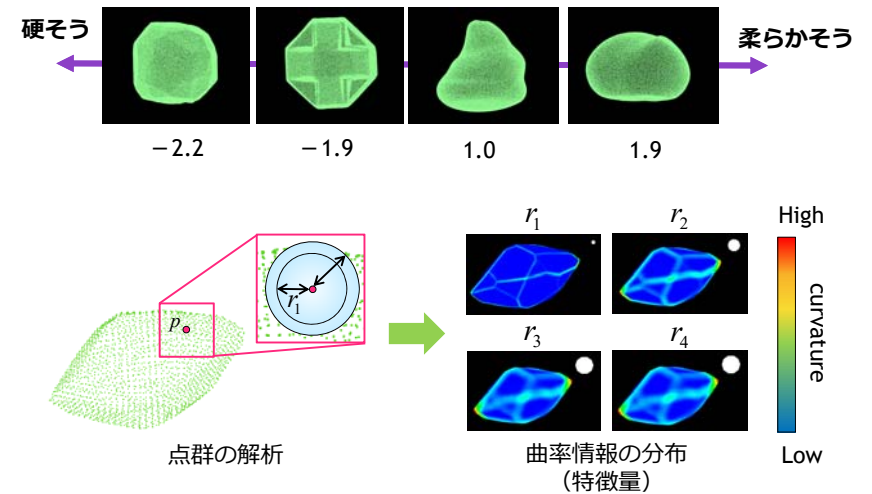 硬そう
柔らかそう
－2.2
－1.9
1.0
1.9
r₁
p
点群の解析
r₁
r₂
r₃
r₄
High
curvature
Low
曲率情報の分布
（特徴量）